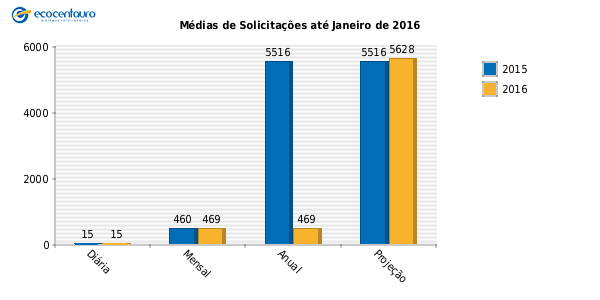 ecocentauro
Médias de Solicitações até Janeiro de 2016
6000
4000
2000
0
15
15
460
469
5516
469
5516
5628
Diária
Mensal
Anual
Projeção
2015
2016